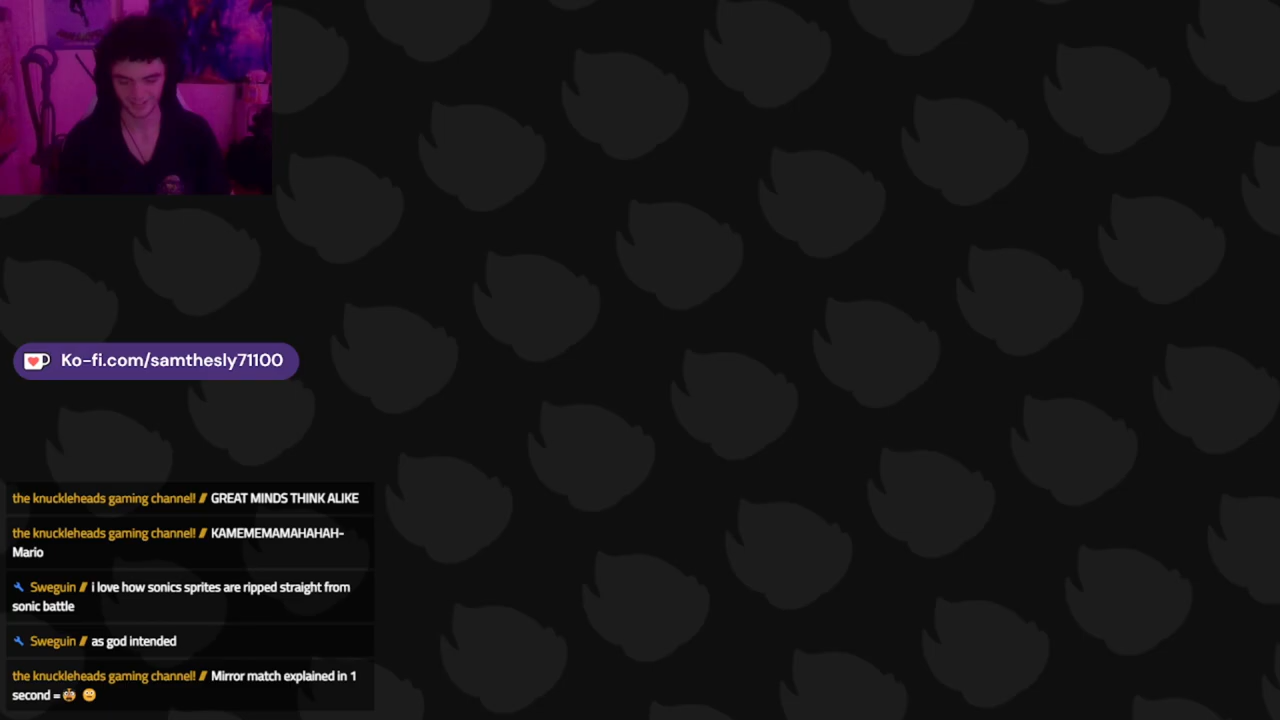 Ko-fi.com/samthesly71100
the knuckleheads gaming channel! // GREAT MINDS THINK ALIKE
the knuckleheads gaming channel! // KAMEMEMAMAHAHAH-
Mario
Sweguin // i love how sonics sprites are ripped straight from
sonic battle
Sweguin // as god intended
the knuckleheads gaming channel! // Mirror match explained in 1
second =